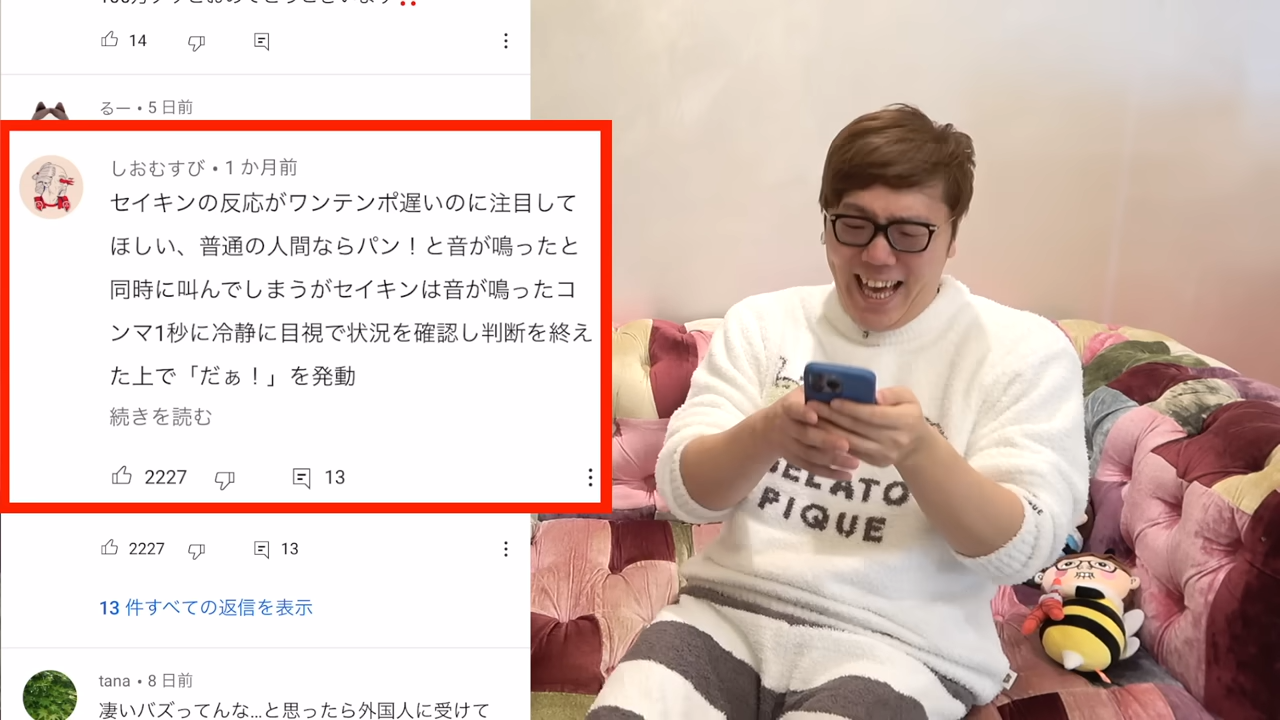 14
るー • 5 日前
しおむすび • 1 か月前
セイキンの反応がワンテンポ遅いのに注目して
ほしい、普通の人間ならパン！と音が鳴ったと
同時に叫んでしまうがセイキンは音が鳴ったコ
ンマ1秒に冷静に目視で状況を確認し判断を終え
た上で「だぁ！」を発動
続きを読む
2227 13
2227 13
13 件すべての返信を表示
tana • 8 日前
凄いバズってんな...と思ったら外国人に受けて
GELATO
PIQUE